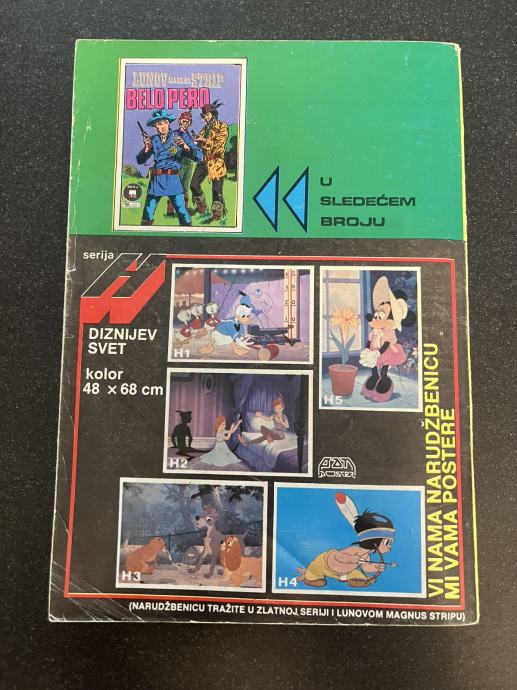 LUNOV MAGNUS STRIP
BELO PERO
U
SLEDEĆEM
BROJU
serija
H
DIZNIJEV
SVET
kolor
48 × 68 cm
H1
H5
H2
H3
H4
VI NAMA NARUDŽBENICU
MI VAMA POSTERE
(NARUDŽBENICU TRAŽITE U ZLATNOJ SERIJI I LUNOVOM MAGNUS STRIPU)